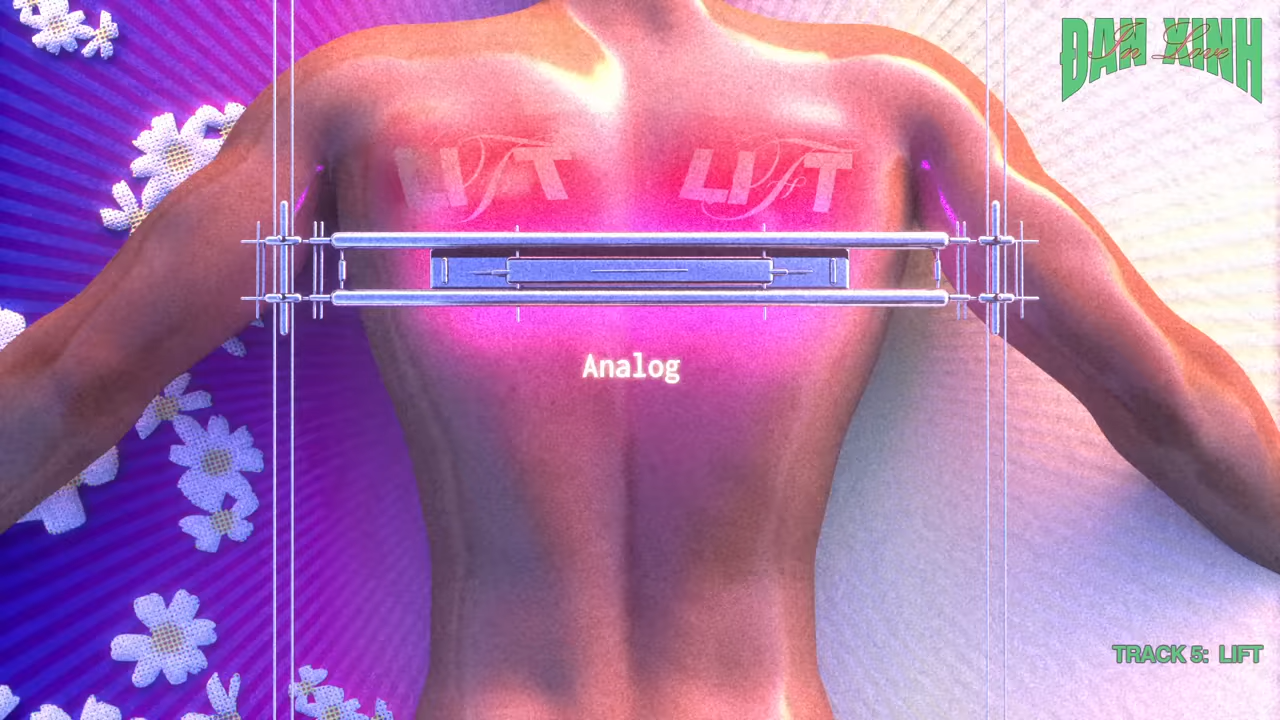 ĐAN XINH
In Love
LIFT LIFT
Analog
TRACK 5: LIFT